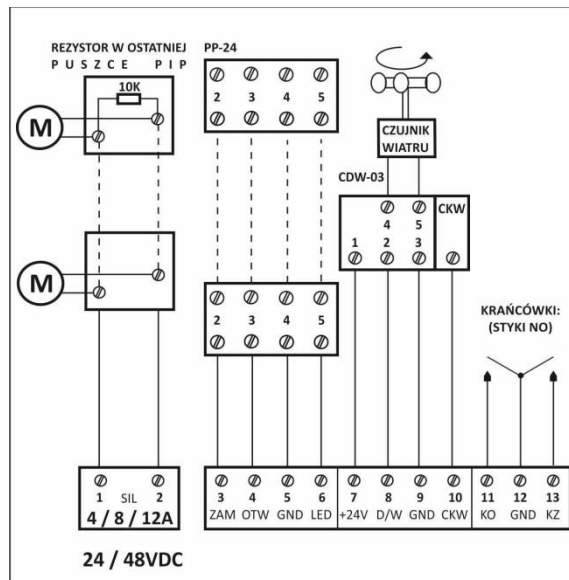 REZYSTOR W OSTATNIEJ
PUSZCE PIP
10K
M
M
PP-24
2 3 4 5
2 3 4 5
CZUJNIK
WIATRU
CDW-03
4 5 CKW
1 2 3
KRAŃCÓWKI:
(STYKI NO)
1 SIL 2
4 / 8 / 12A
24 / 48VDC
3 4 5 6 7 8 9 10 11 12 13
ZAM OTW GND LED +24V D/W GND CKW KO GND KZ